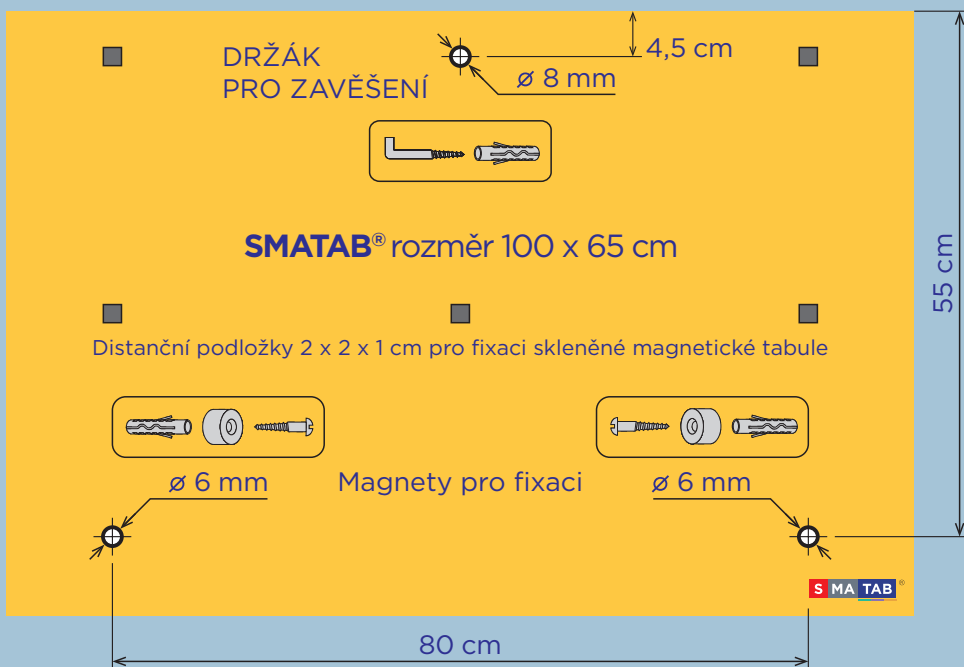 DRŽÁK
PRO ZAVĚŠENÍ
4,5 cm
ø 8 mm
SMATAB® rozměr 100 x 65 cm
55 cm
Distanční podložky 2 x 2 x 1 cm pro fixaci skleněné magnetické tabule
ø 6 mm
Magnety pro fixaci
ø 6 mm
SMATAB®
80 cm